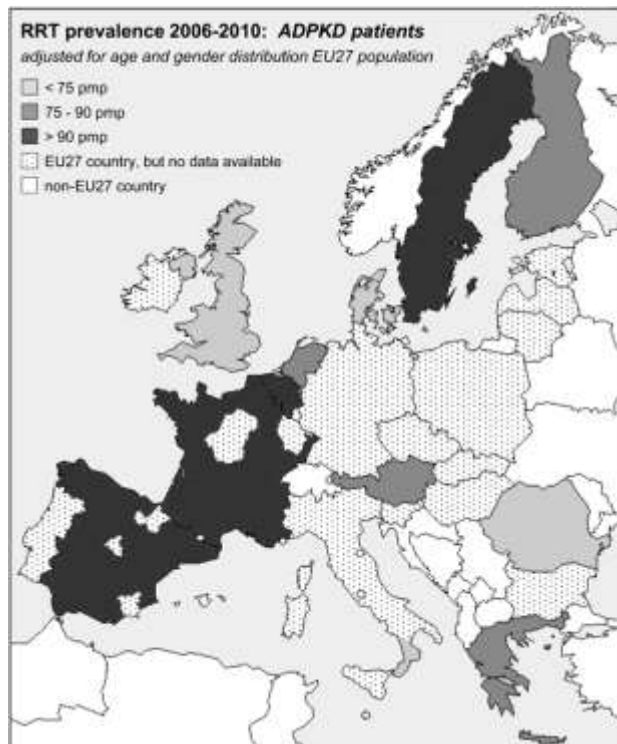 RRT prevalence 2006-2010: ADPKD patients
adjusted for age and gender distribution EU27 population
< 75 pmp
75 - 90 pmp
> 90 pmp
EU27 country, but no data available
non-EU27 country